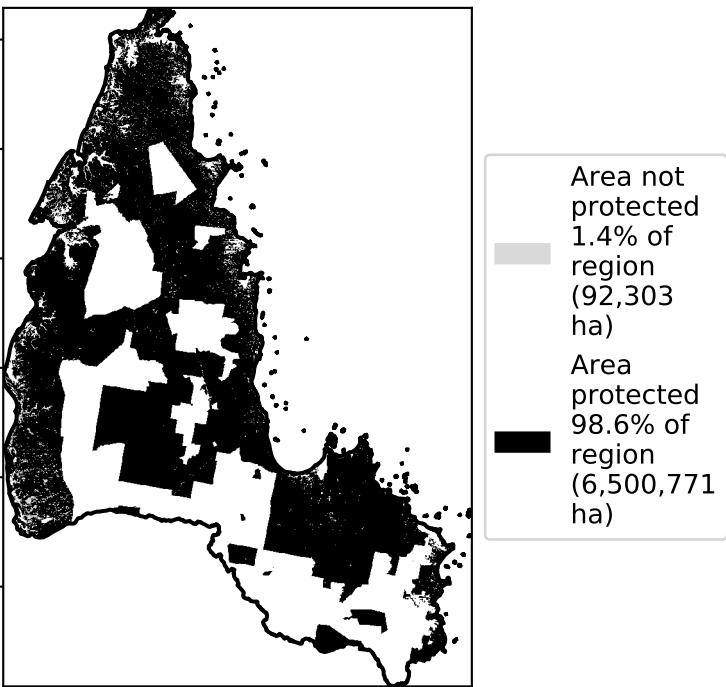 Area not
protected
1.4% of
region
(92,303
ha)
Area
protected
98.6% of
region
(6,500,771
ha)